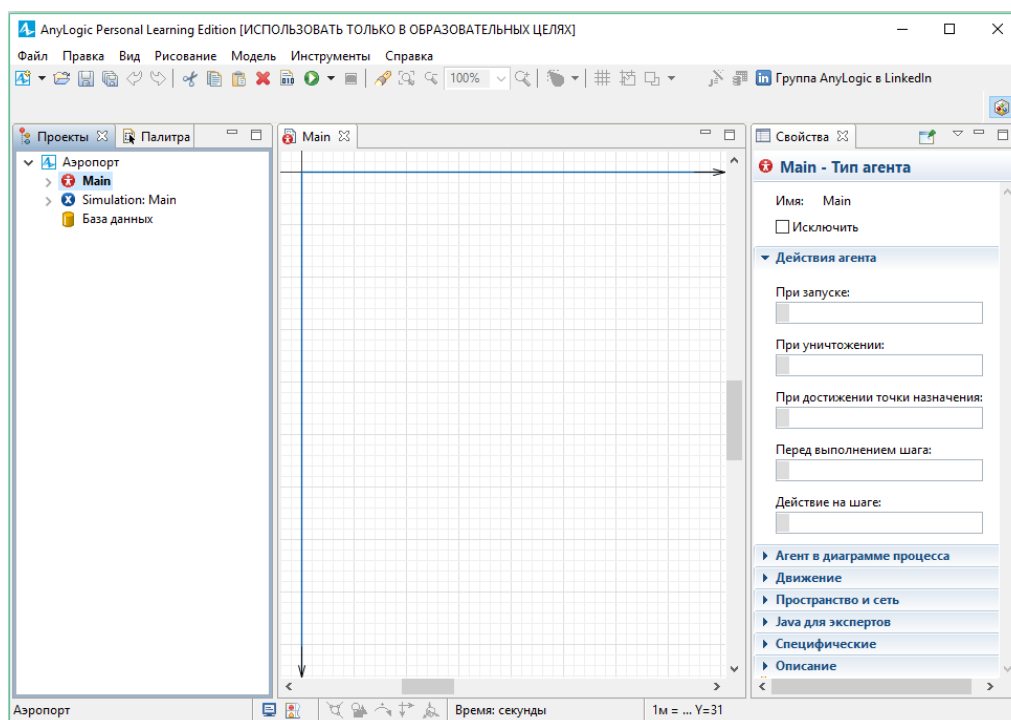 AnyLogic Personal Learning Edition [ИСПОЛЬЗОВАТЬ ТОЛЬКО В ОБРАЗОВАТЕЛЬНЫХ ЦЕЛЯХ]
Файл Правка Вид Рисование Модель Инструменты Справка
100% in Группа AnyLogic в LinkedIn
Проекты Палитра
Main
Свойства
Аэропорт
Main
Simulation: Main
База данных
Main - Тип агента
Имя: Main
Исключить
Действия агента
При запуске:
При уничтожении:
При достижении точки назначения:
Перед выполнением шага:
Действие на шаге:
Агент в диаграмме процесса
Движение
Пространство и сеть
Java для экспертов
Специфические
Описание
Аэропорт Время: секунды 1м = ... Y=31